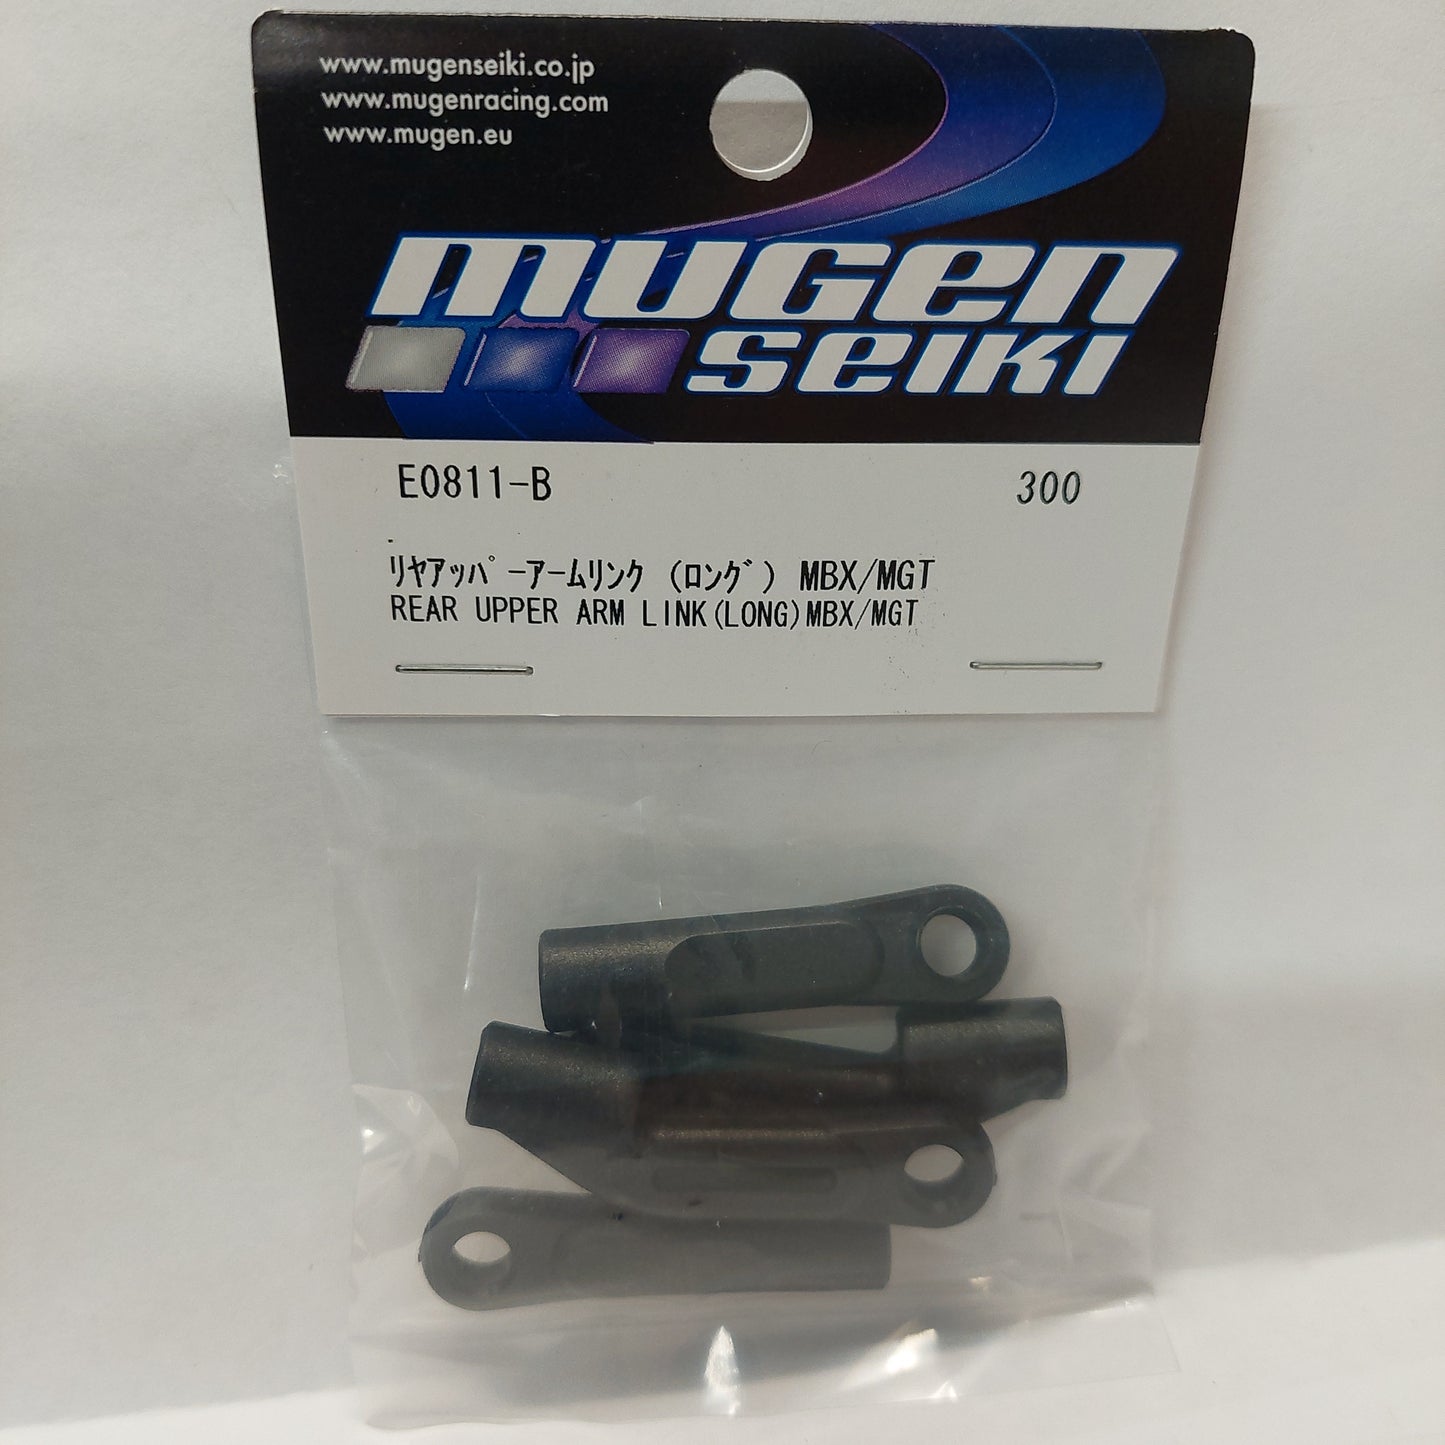 www.mugenseiki.co.jp
www.mugenracing.com
www.mugen.eu
mugen
seiki
E0811-B 300
ﾘﾔｱｯﾊﾟｰｱｰﾑﾘﾝｸ (ﾛﾝｸﾞ) MBX/MGT
REAR UPPER ARM LINK(LONG)MBX/MGT